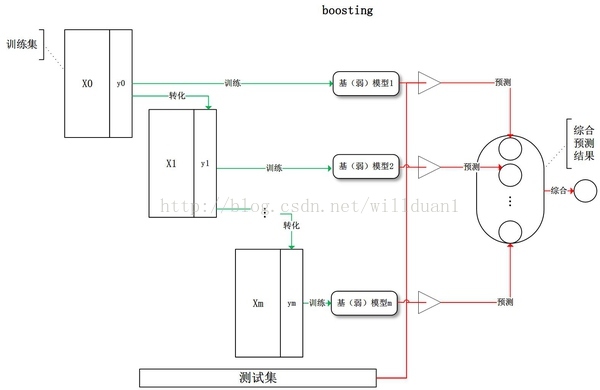 boosting
训练集
X0
y0
训练
基（弱）模型1
预测
转化
X1
y1
训练
基（弱）模型2
预测
综合
预测
结果
综合
http://blog.csdn.net/willduan1
...
转化
⋮
Xm
ym
训练
基（弱）模型m
预测
测试集